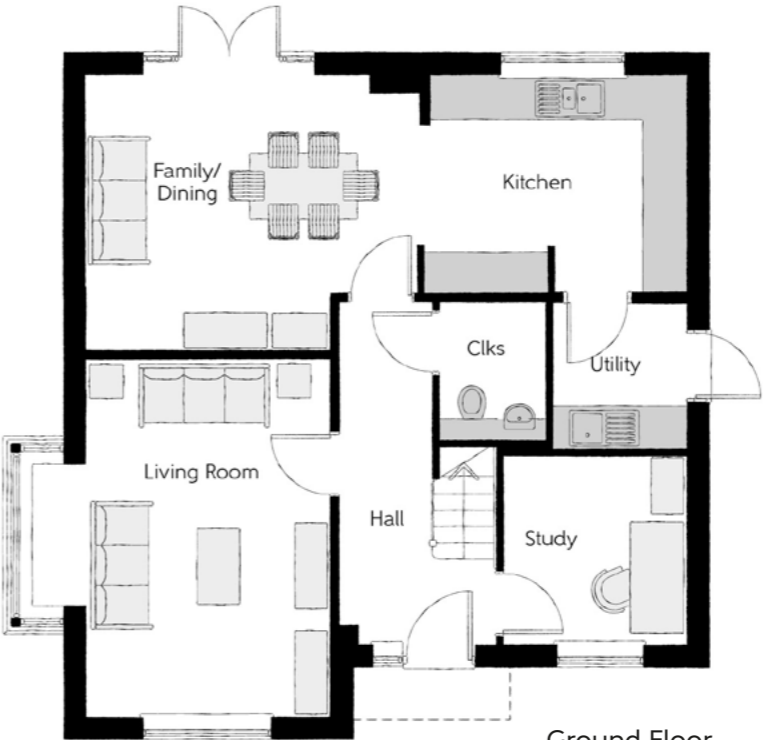 Family/
Dining
Kitchen
Clks
Utility
Living Room
Hall
Study
Ground Floor